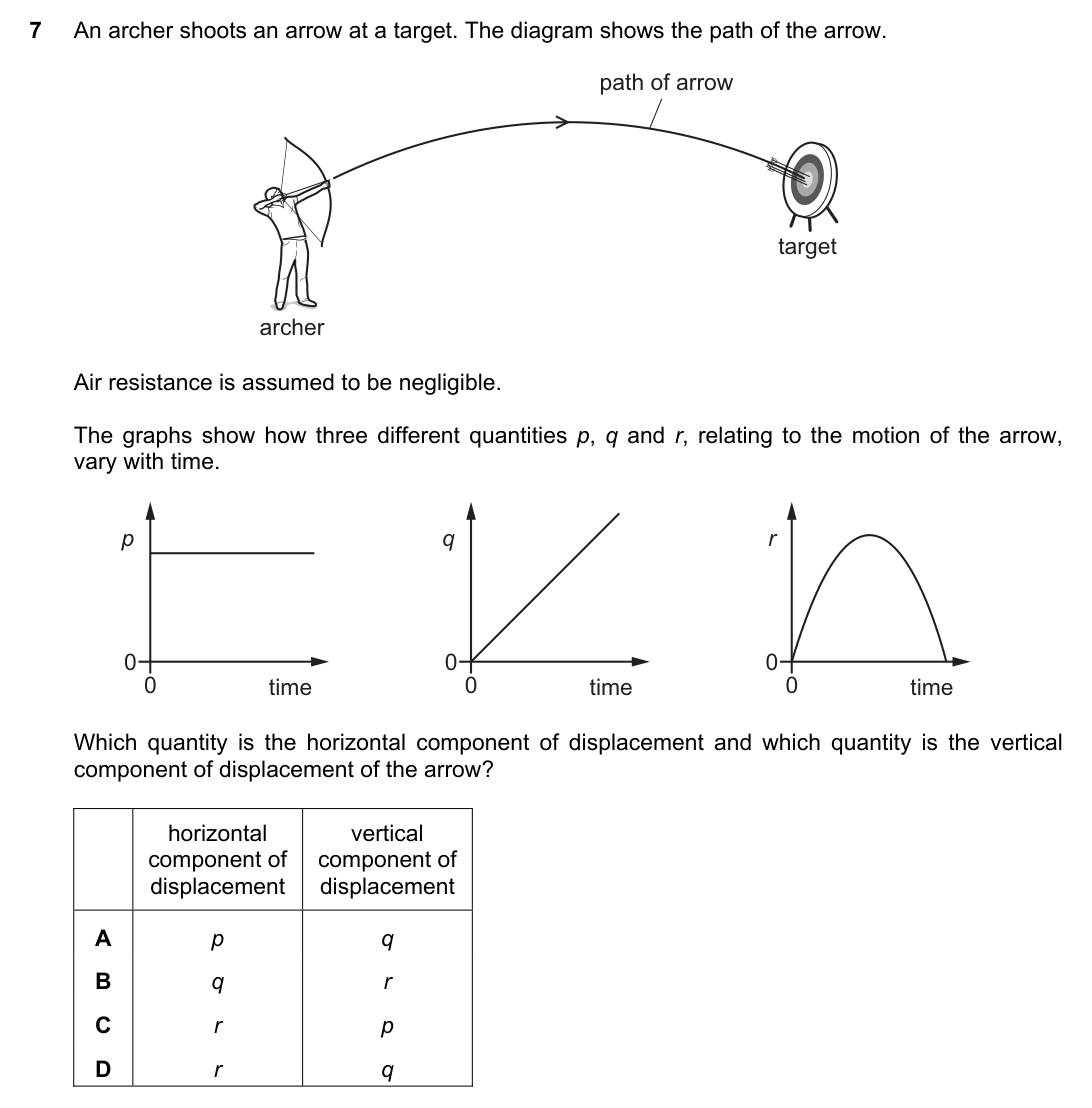 7 An archer shoots an arrow at a target. The diagram shows the path of the arrow.
path of arrow
target
archer
Air resistance is assumed to be negligible.
The graphs show how three different quantities p, q and r, relating to the motion of the arrow,
vary with time.
p
0
0
time
q
0
0
time
r
0
0
time
Which quantity is the horizontal component of displacement and which quantity is the vertical
component of displacement of the arrow?
horizontal component of displacement
vertical component of displacement
A p q
B q r
C r p
D r q